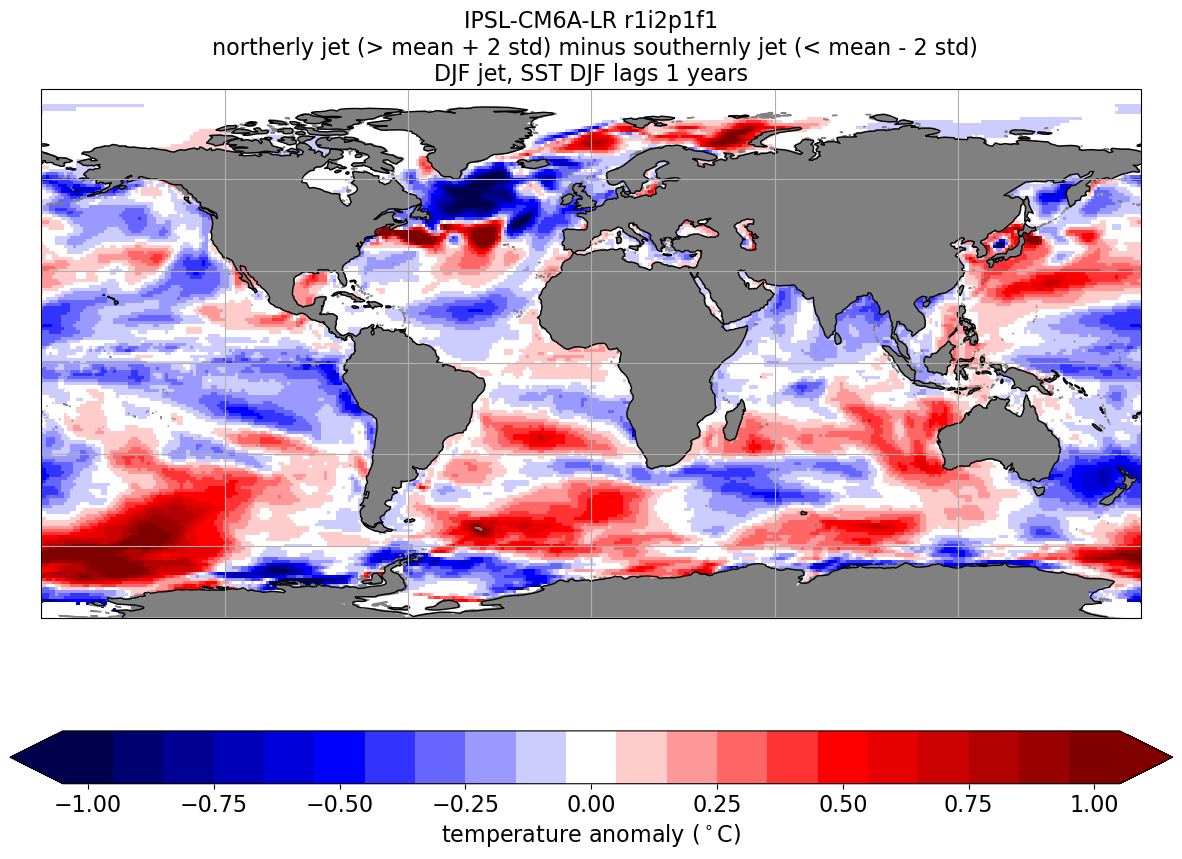 IPSL-CM6A-LR r1i2p1f1
northerly jet (> mean + 2 std) minus southernly jet (< mean - 2 std)
DJF jet, SST DJF lags 1 years
−1.00 −0.75 −0.50 −0.25 0.00 0.25 0.50 0.75 1.00
temperature anomaly (°C)